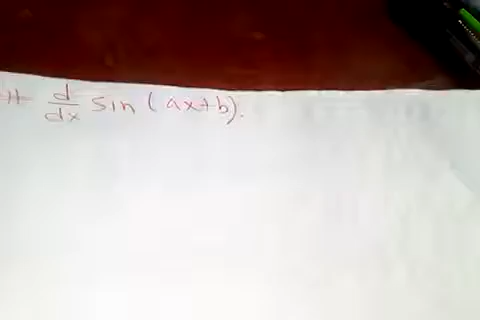 # d/dx sin (ax+b).